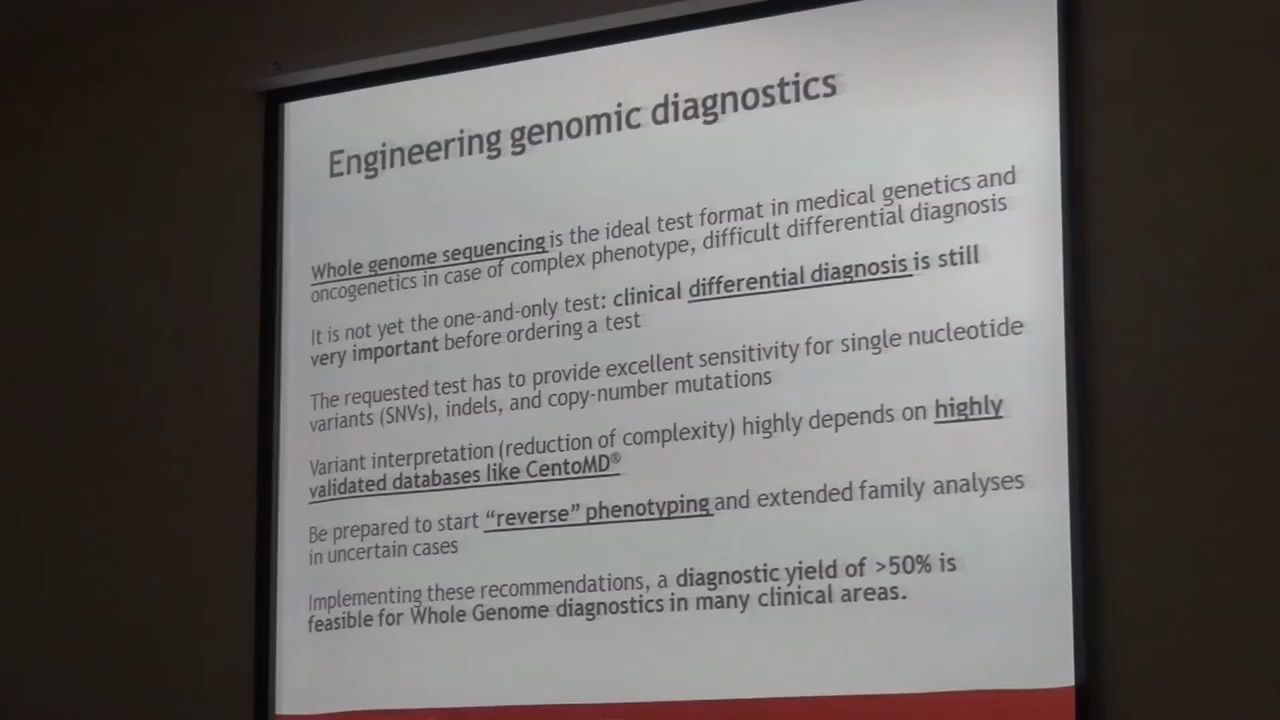 Engineering genomic diagnostics
Whole genome sequencing is the ideal test format in medical genetics and
oncogenetics in case of complex phenotype, difficult differential diagnosis
It is not yet the one-and-only test: clinical differential diagnosis is still
very important before ordering a test
The requested test has to provide excellent sensitivity for single nucleotide
variants (SNVs), indels, and copy-number mutations
Variant interpretation (reduction of complexity) highly depends on highly
validated databases like CentoMD®
Be prepared to start “reverse” phenotyping and extended family analyses
in uncertain cases
Implementing these recommendations, a diagnostic yield of >50% is
feasible for Whole Genome diagnostics in many clinical areas.